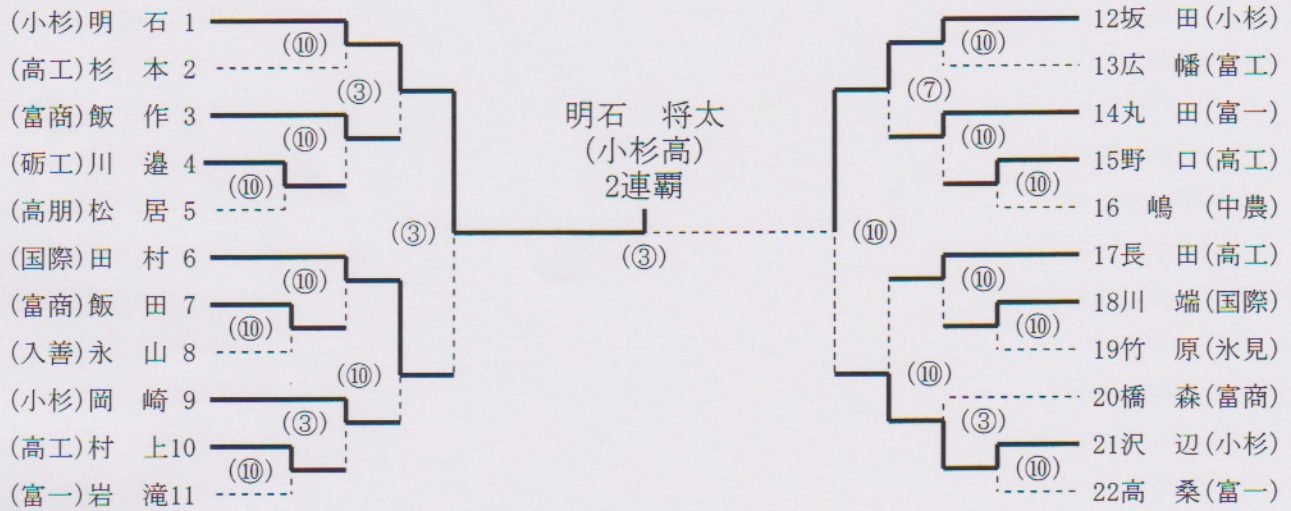 (小杉)明　石 1
(⑩)
(高工)杉　本 2
(③)
(富商)飯　作 3
(⑩)
(砺工)川　邉 4
(⑩)
(高朋)松　居 5
(③)
(国際)田　村 6
(⑩)
(富商)飯　田 7
(⑩)
(入善)永　山 8
(⑩)
(小杉)岡　崎 9
(③)
(高工)村　上10
(⑩)
(富一)岩　滝11
明石　将太
(小杉高)
2連覇
(③)
12坂　田(小杉)
(⑩)
13広　幡(富工)
(⑦)
14丸　田(富一)
(⑩)
15野　口(高工)
(⑩)
16　嶋　(中農)
(⑩)
17長　田(高工)
(⑩)
18川　端(国際)
(⑩)
19竹　原(氷見)
(⑩)
20橋　森(富商)
(③)
21沢　辺(小杉)
(⑩)
22高　桑(富一)